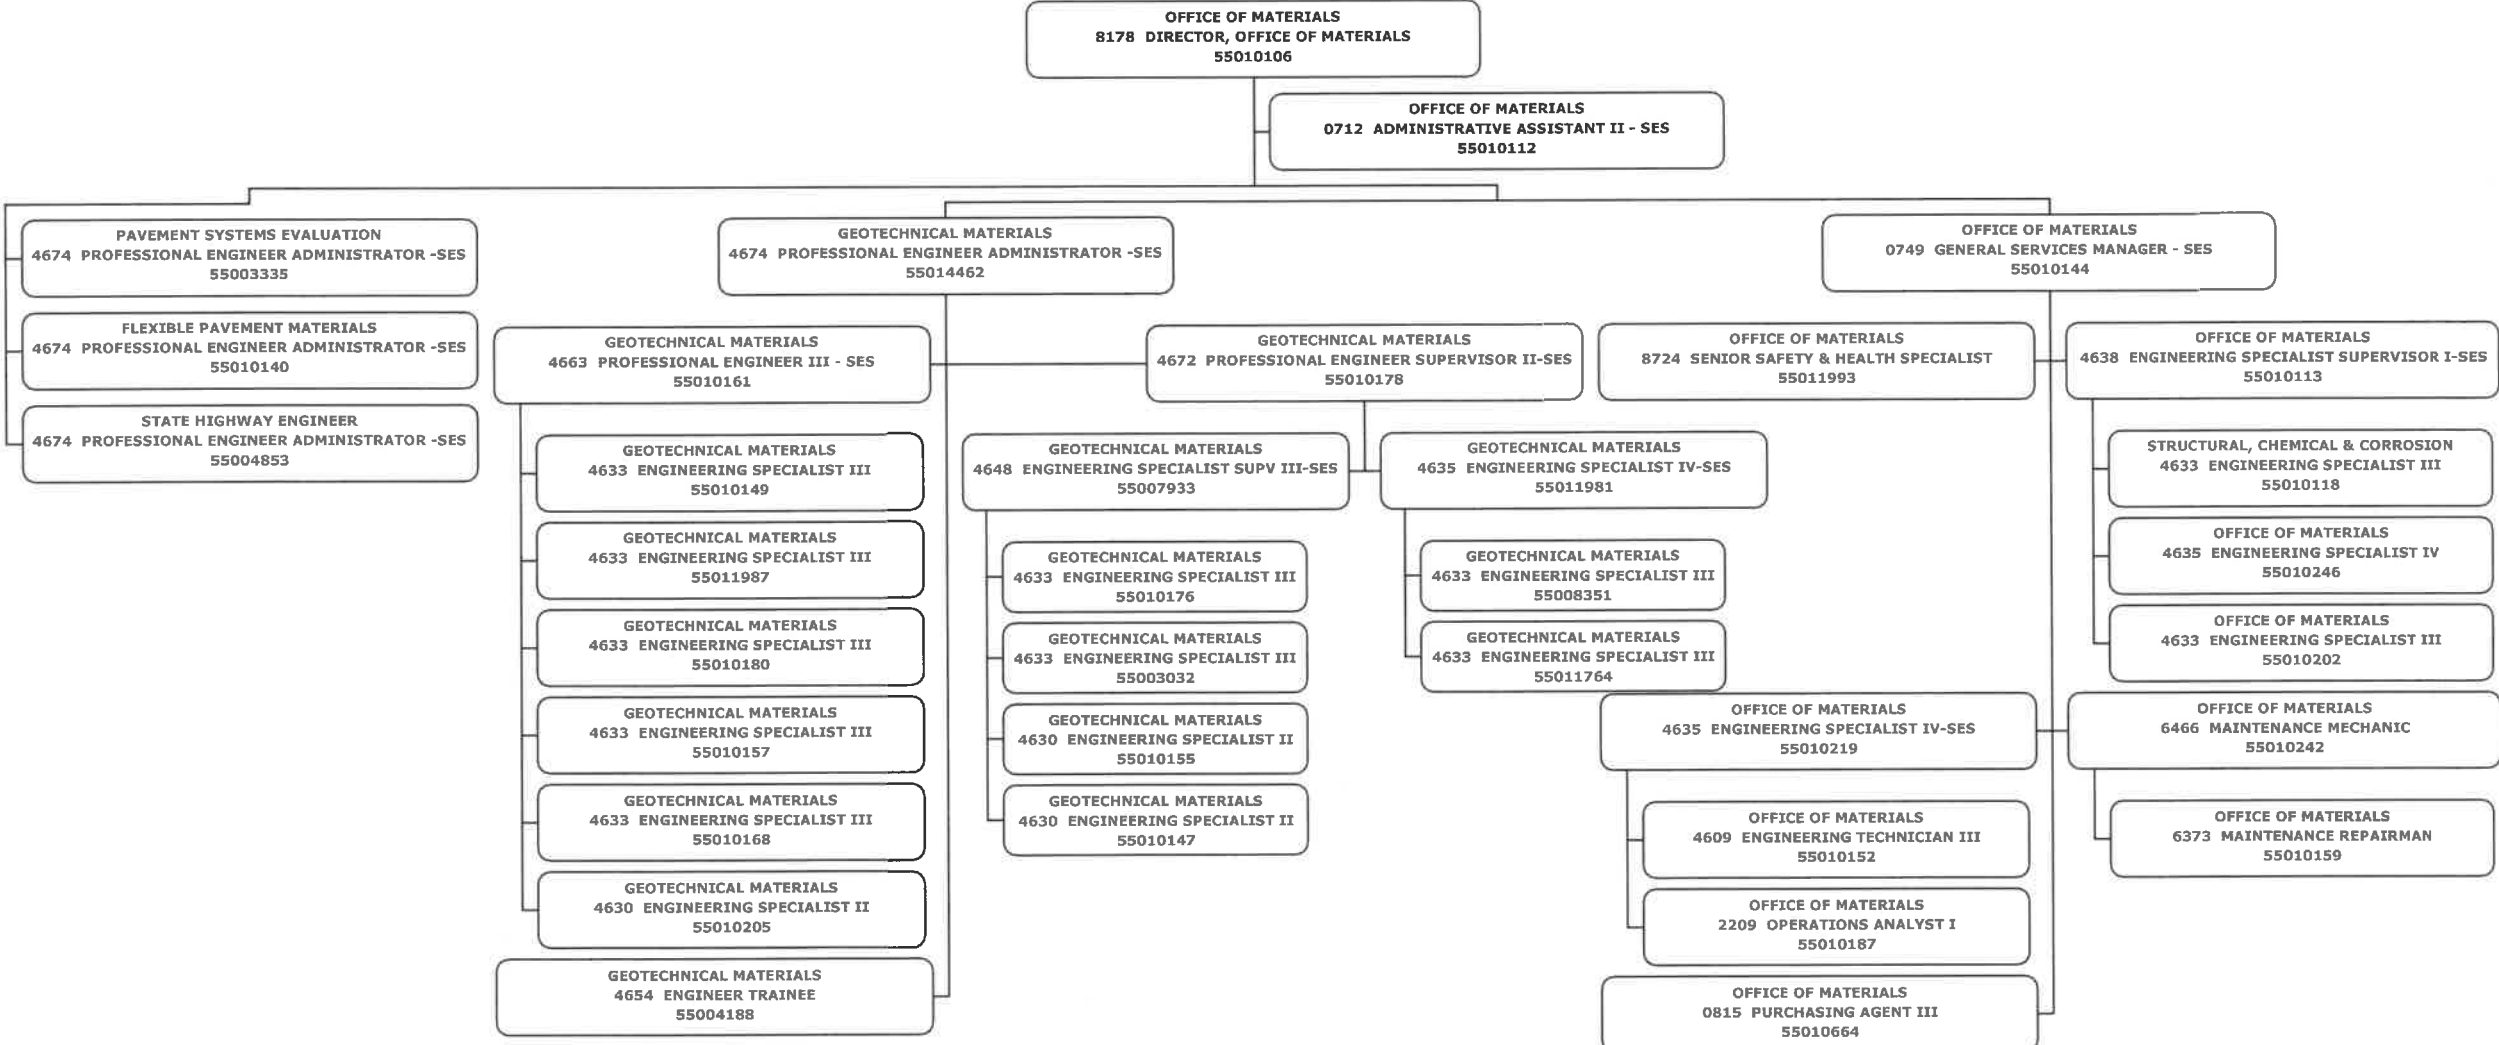 OFFICE OF MATERIALS
8178 DIRECTOR, OFFICE OF MATERIALS
55010106
OFFICE OF MATERIALS
0712 ADMINISTRATIVE ASSISTANT II - SES
55010112
PAVEMENT SYSTEMS EVALUATION
4674 PROFESSIONAL ENGINEER ADMINISTRATOR -SES
55003335
FLEXIBLE PAVEMENT MATERIALS
4674 PROFESSIONAL ENGINEER ADMINISTRATOR -SES
55010140
STATE HIGHWAY ENGINEER
4674 PROFESSIONAL ENGINEER ADMINISTRATOR -SES
55004853
GEOTECHNICAL MATERIALS
4674 PROFESSIONAL ENGINEER ADMINISTRATOR -SES
55014462
GEOTECHNICAL MATERIALS
4663 PROFESSIONAL ENGINEER III - SES
55010161
GEOTECHNICAL MATERIALS
4633 ENGINEERING SPECIALIST III
55010149
GEOTECHNICAL MATERIALS
4633 ENGINEERING SPECIALIST III
55011987
GEOTECHNICAL MATERIALS
4633 ENGINEERING SPECIALIST III
55010180
GEOTECHNICAL MATERIALS
4633 ENGINEERING SPECIALIST III
55010157
GEOTECHNICAL MATERIALS
4633 ENGINEERING SPECIALIST III
55010168
GEOTECHNICAL MATERIALS
4630 ENGINEERING SPECIALIST II
55010205
GEOTECHNICAL MATERIALS
4654 ENGINEER TRAINEE
55004188
GEOTECHNICAL MATERIALS
4672 PROFESSIONAL ENGINEER SUPERVISOR II-SES
55010178
GEOTECHNICAL MATERIALS
4648 ENGINEERING SPECIALIST SUPV III-SES
55007933
GEOTECHNICAL MATERIALS
4633 ENGINEERING SPECIALIST III
55010176
GEOTECHNICAL MATERIALS
4633 ENGINEERING SPECIALIST III
55003032
GEOTECHNICAL MATERIALS
4630 ENGINEERING SPECIALIST II
55010155
GEOTECHNICAL MATERIALS
4630 ENGINEERING SPECIALIST II
55010147
GEOTECHNICAL MATERIALS
4635 ENGINEERING SPECIALIST IV-SES
55011981
GEOTECHNICAL MATERIALS
4633 ENGINEERING SPECIALIST III
55008351
GEOTECHNICAL MATERIALS
4633 ENGINEERING SPECIALIST III
55011764
OFFICE OF MATERIALS
0749 GENERAL SERVICES MANAGER - SES
55010144
OFFICE OF MATERIALS
8724 SENIOR SAFETY & HEALTH SPECIALIST
55011993
OFFICE OF MATERIALS
4638 ENGINEERING SPECIALIST SUPERVISOR I-SES
55010113
STRUCTURAL, CHEMICAL & CORROSION
4633 ENGINEERING SPECIALIST III
55010118
OFFICE OF MATERIALS
4635 ENGINEERING SPECIALIST IV
55010246
OFFICE OF MATERIALS
4633 ENGINEERING SPECIALIST III
55010202
OFFICE OF MATERIALS
4635 ENGINEERING SPECIALIST IV-SES
55010219
OFFICE OF MATERIALS
4609 ENGINEERING TECHNICIAN III
55010152
OFFICE OF MATERIALS
2209 OPERATIONS ANALYST I
55010187
OFFICE OF MATERIALS
6466 MAINTENANCE MECHANIC
55010242
OFFICE OF MATERIALS
6373 MAINTENANCE REPAIRMAN
55010159
OFFICE OF MATERIALS
0815 PURCHASING AGENT III
55010664